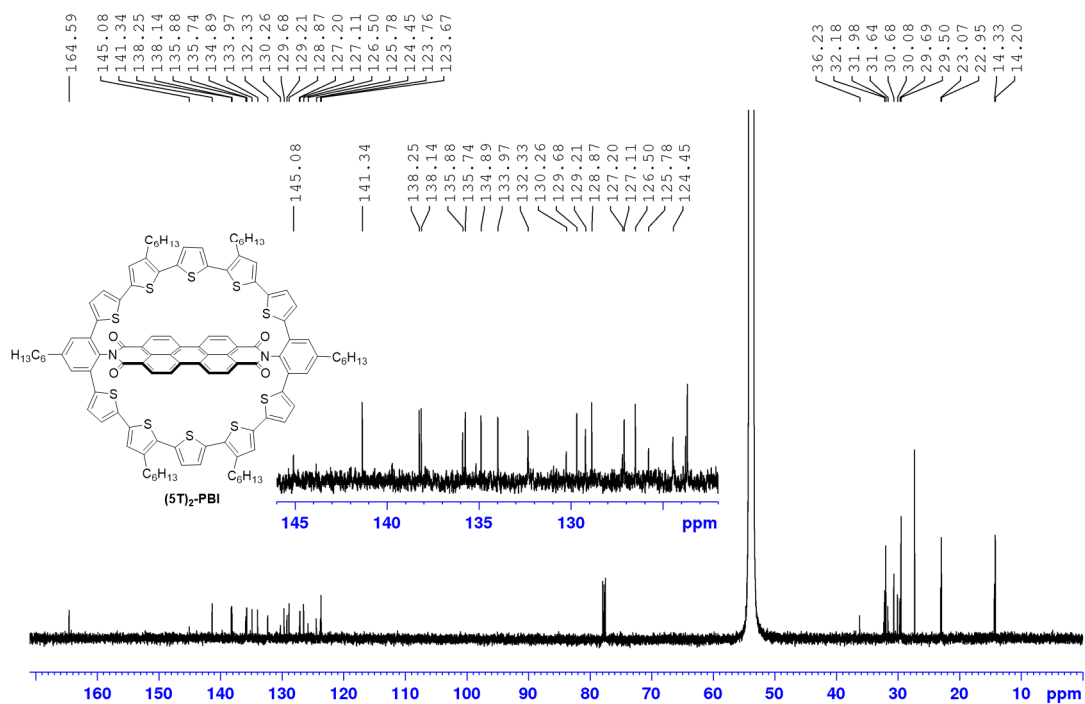 164.59 145.08 141.34 138.25 138.14 135.88 135.74 134.89 133.97 132.33 130.26 129.68 129.21 128.87 127.20 127.11 126.50 125.78 124.45 123.76 123.67
36.23 32.18 31.98 31.64 30.68 30.08 29.69 29.50 23.07 22.95 14.33 14.20
145.08 141.34 138.25 138.14 135.88 135.74 134.89 133.97 132.33 130.26 129.68 129.21 128.87 127.20 127.11 126.50 125.78 124.45
C6H13 C6H13
S S S
S S
O O
H13C6 N N C6H13
O O
S S
S S S
C6H13 C6H13
(5T)2-PBI
145 140 135 130 ppm
160 150 140 130 120 110 100 90 80 70 60 50 40 30 20 10 ppm